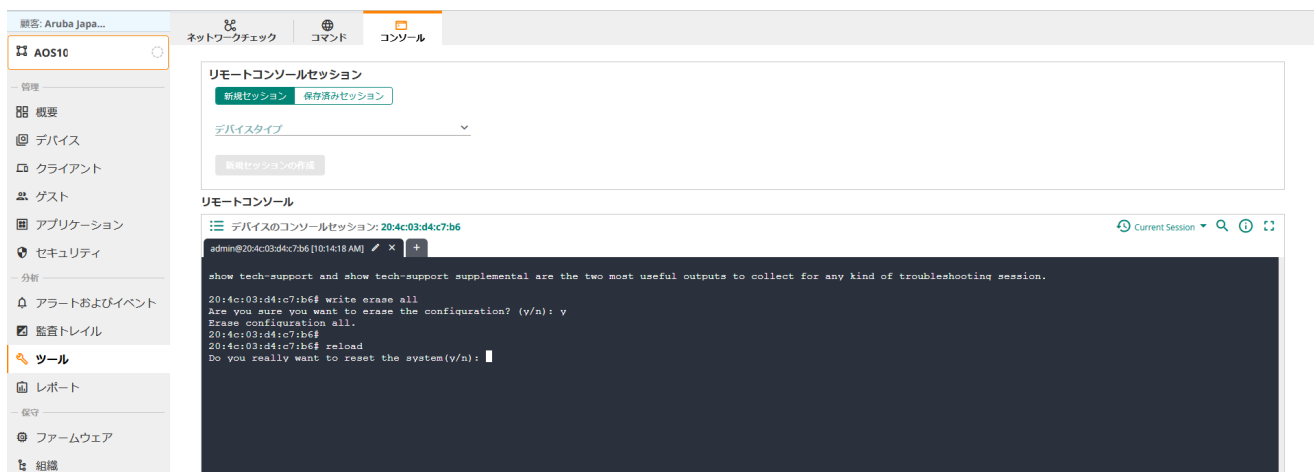 顧客: Aruba Japa...
AOS10
管理
概要
デバイス
クライアント
ゲスト
アプリケーション
セキュリティ
分析
アラートおよびイベント
監査トレイル
ツール
レポート
保守
ファームウェア
組織
ネットワークチェック
コマンド
コンソール
リモートコンソールセッション
新規セッション 保存済みセッション
デバイスタイプ
新規セッションの作成
リモートコンソール
デバイスのコンソールセッション: 20:4c:03:d4:c7:b6 Current Session
admin@20:4c:03:d4:c7:b6 [10:14:18 AM]
show tech-support and show tech-support supplemental are the two most useful outputs to collect for any kind of troubleshooting session.
20:4c:03:d4:c7:b6# write erase all
Are you sure you want to erase the configuration? (y/n): y
Erase configuration all.
20:4c:03:d4:c7:b6#
20:4c:03:d4:c7:b6# reload
Do you really want to reset the system(y/n):